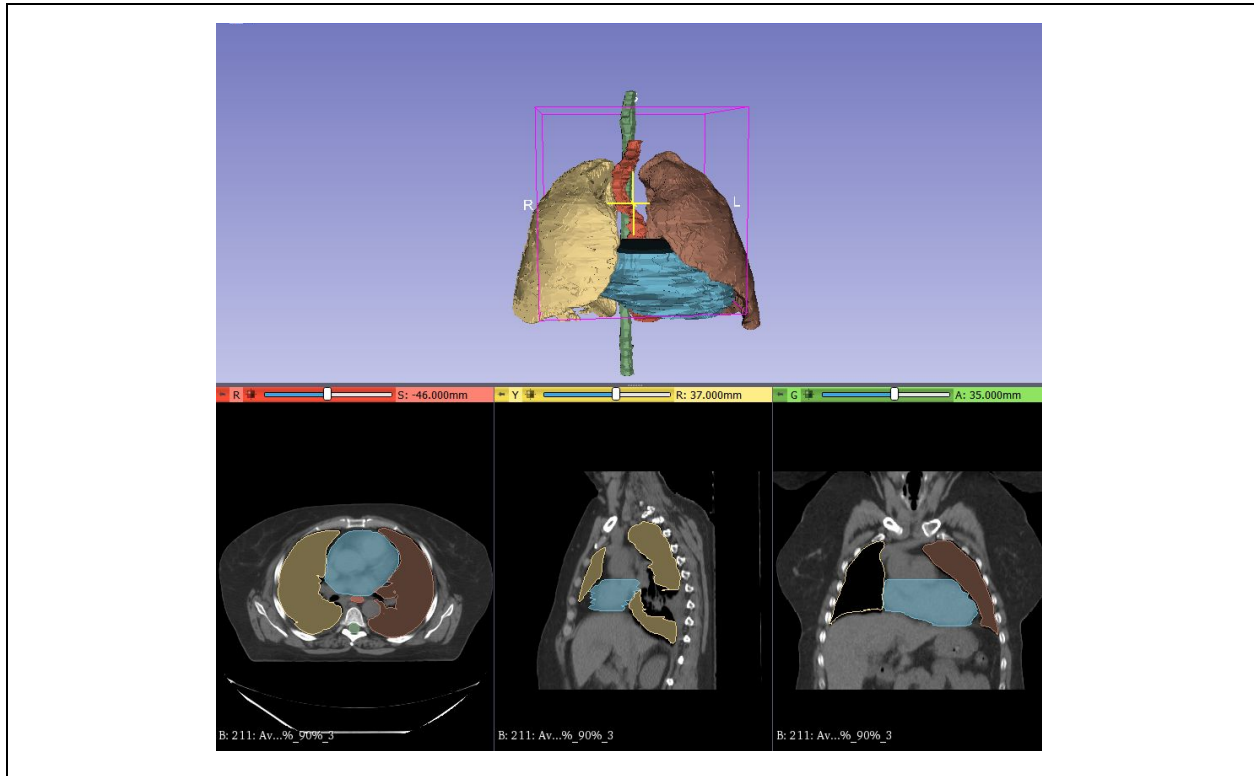 S
R
L
R S: -46.000mm
Y R: 37.000mm
G A: 35.000mm
B: 211: Av...%_90%_3
B: 211: Av...%_90%_3
B: 211: Av...%_90%_3